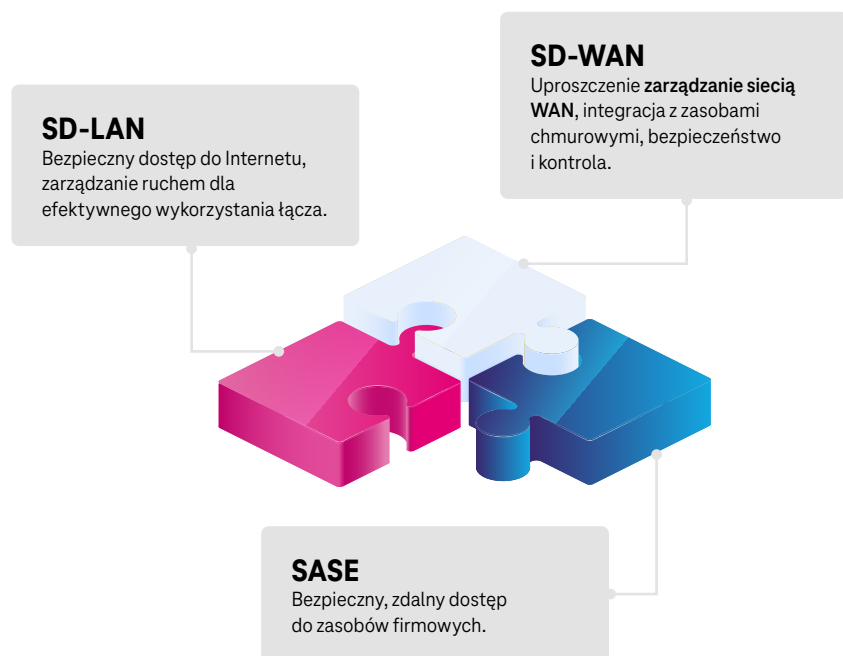 SD-LAN
Bezpieczny dostęp do Internetu,
zarządzanie ruchem dla
efektywnego wykorzystania łącza.
SD-WAN
Uproszczenie zarządzanie siecią
WAN, integracja z zasobami
chmurowymi, bezpieczeństwo
i kontrola.
SASE
Bezpieczny, zdalny dostęp
do zasobów firmowych.